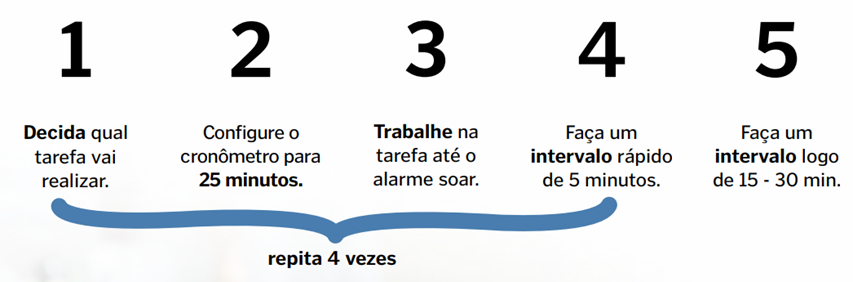 1
Decida qual
tarefa vai
realizar.
2
Configure o
cronômetro para
25 minutos.
3
Trabalhe na
tarefa até o
alarme soar.
4
Faça um
intervalo rápido
de 5 minutos.
5
Faça um
intervalo logo
de 15 - 30 min.
repita 4 vezes